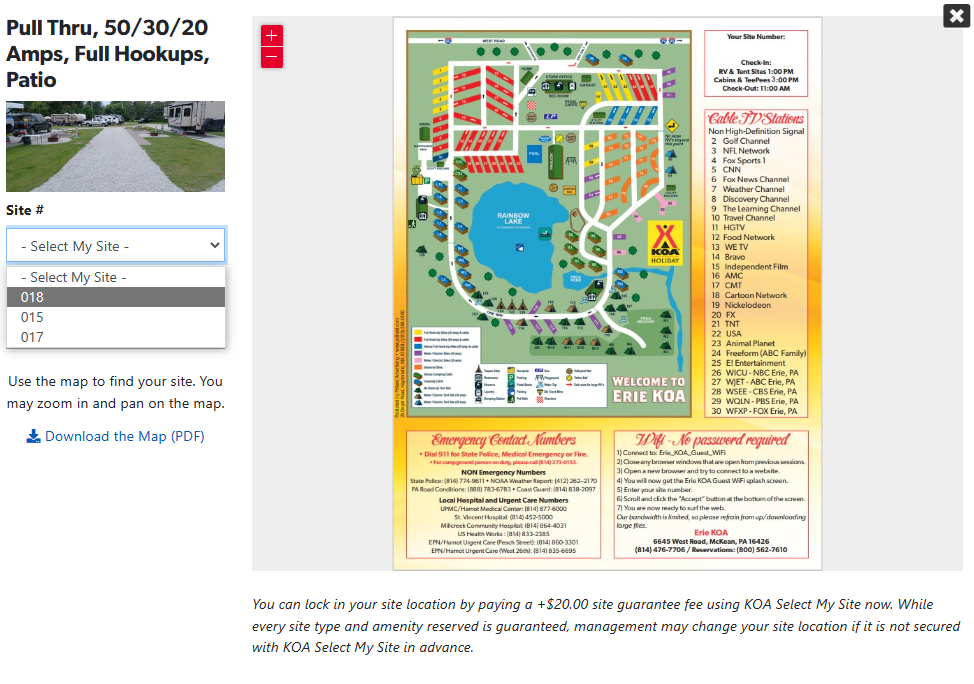 Pull Thru, 50/30/20
Amps, Full Hookups,
Patio
Site #
- Select My Site -
- Select My Site -
018
015
017
Use the map to find your site. You
may zoom in and pan on the map.
Download the Map (PDF)
+
−
WEST ROAD
STORE OFFICE
POOL
RAINBOW
LAKE
KOA
HOLIDAY
WELCOME TO
ERIE KOA
Your Site Number:
Check-In:
RV & Tent Sites 1:00 PM
Cabins & TeePees 3:00 PM
Check-Out: 11:00 AM
Cable TV Stations
Non High-Definition Signal
2 Golf Channel
3 NFL Network
4 Fox Sports 1
5 CNN
6 Fox News Channel
7 Weather Channel
8 Discovery Channel
9 The Learning Channel
10 Travel Channel
11 HGTV
12 Food Network
13 WE TV
14 Bravo
15 Independent Film
16 AMC
17 CMT
18 Cartoon Network
19 Nickelodeon
20 FX
21 TNT
22 USA
23 Animal Planet
24 Freeform (ABC Family)
25 E! Entertainment
26 WICU - NBC Erie, PA
27 WJET - ABC Erie, PA
28 WSEE - CBS Erie, PA
29 WQLN - PBS Erie, PA
30 WFXP - FOX Erie, PA
Emergency Contact Numbers
• Dial 911 for State Police, Medical Emergency or Fire.
• For campground person on duty, please call (814) 273-0153.
NON Emergency Numbers
State Police: (814) 774-9611 • NOAA Weather Report: (412) 262-2170
PA Road Conditions: (888) 783-6783 • Coast Guard: (814) 838-2097
Local Hospital and Urgent Care Numbers
UPMC/Hamot Medical Center: (814) 877-6000
St. Vincent Hospital: (814) 452-5000
Millcreek Community Hospital: (814) 864-4031
US Health Works: (814) 833-2385
EPN/Hamot Urgent Care (Peach Street): (814) 860-3301
EPN/Hamot Urgent Care (West 26th): (814) 835-6695
Wifi - No password required
1) Connect to: Erie_KOA_Guest_WiFi
2) Close any browser windows that are open from previous sessions.
3) Open a new browser and try to connect to a website.
4) You will now get the Erie KOA Guest WiFi splash screen.
5) Enter your site number.
6) Scroll and click the "Accept" button at the bottom of the screen.
7) You are now ready to surf the web.
Our bandwidth is limited, so please refrain from up/downloading
large files.
Erie KOA
6645 West Road, McKean, PA 16426
(814) 476-7706 / Reservations: (800) 562-7610
You can lock in your site location by paying a +$20.00 site guarantee fee using KOA Select My Site now. While
every site type and amenity reserved is guaranteed, management may change your site location if it is not secured
with KOA Select My Site in advance.